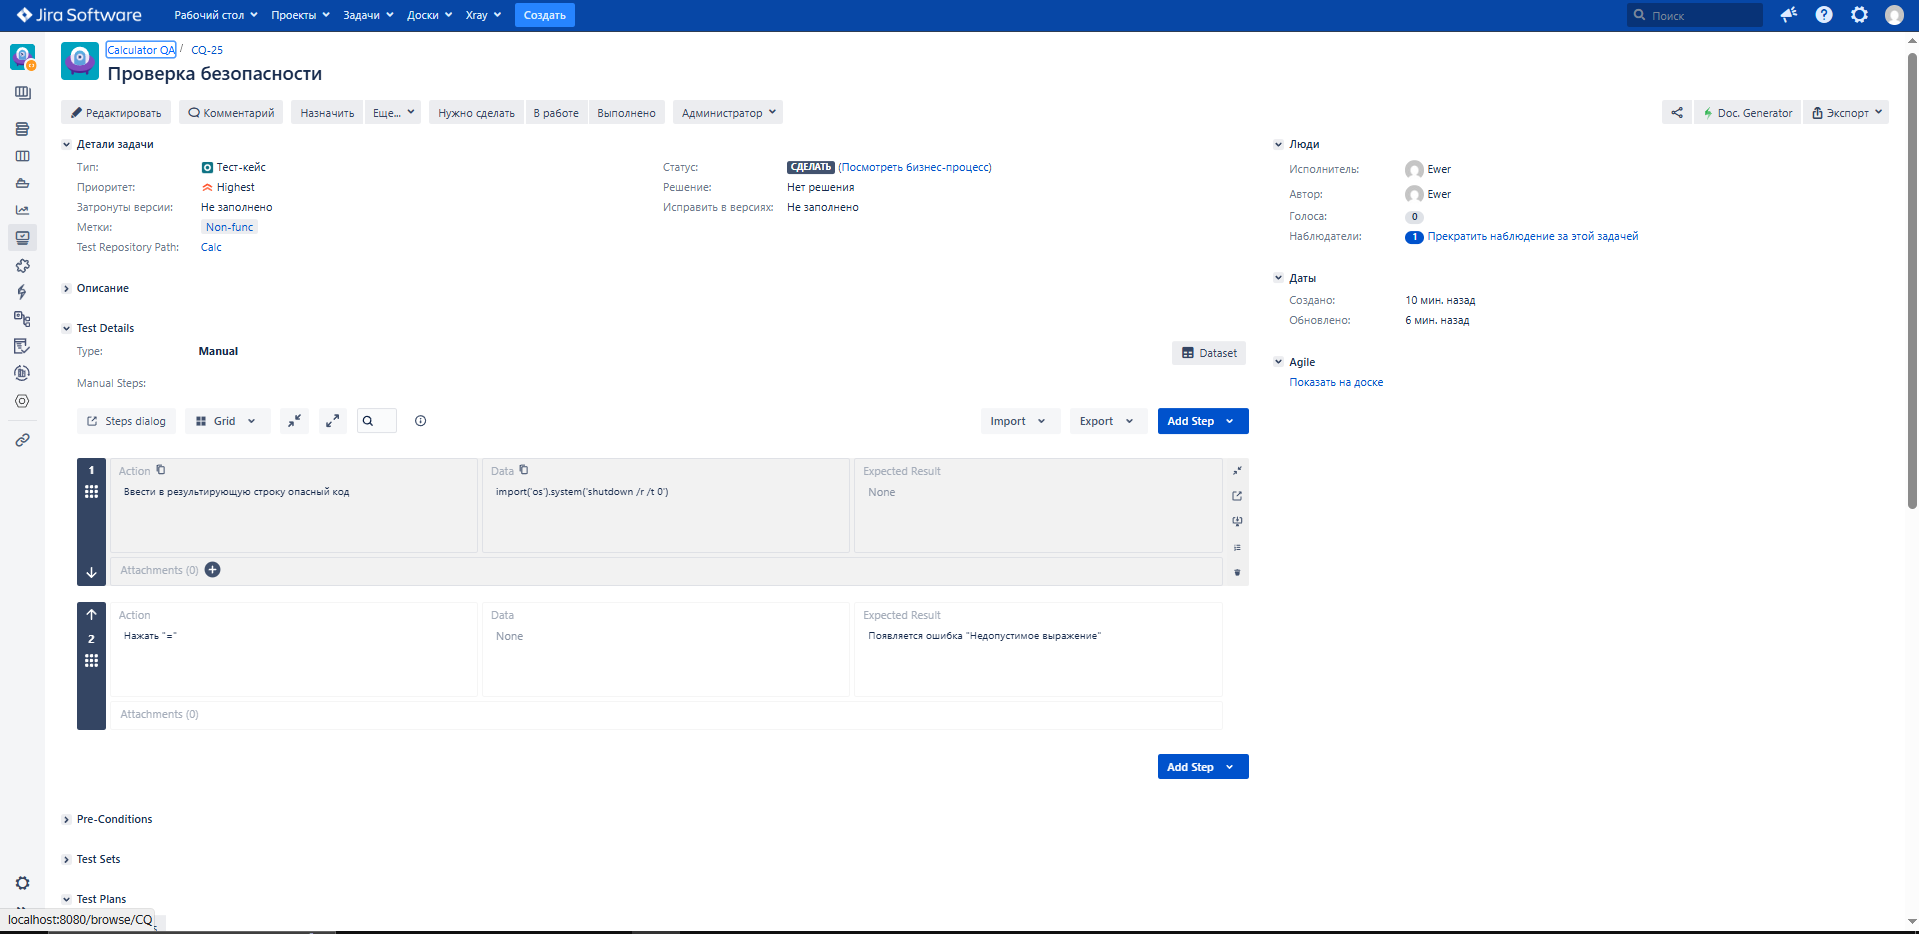 Jira Software Рабочий стол Проекты Задачи Доски Xray Создать Поиск
Calculator QA / CQ-25
Проверка безопасности
Редактировать Комментарий Назначить Еще... Нужно сделать В работе Выполнено Администратор Doc. Generator Экспорт
Детали задачи
Тип: Тест-кейс
Приоритет: Highest
Затронуты версии: Не заполнено
Метки: Non-func
Test Repository Path: Calc
Статус: СДЕЛАТЬ (Посмотреть бизнес-процесс)
Решение: Нет решения
Исправить в версиях: Не заполнено
Описание
Test Details
Type: Manual
Dataset
Manual Steps:
Steps dialog Grid Import Export Add Step
1 Action Data Expected Result
Ввести в результирующую строку опасный код import('os').system('shutdown /r /t 0') None
Attachments (0)
Action Data Expected Result
2 Нажать "=" None Появляется ошибка "Недопустимое выражение"
Attachments (0)
Add Step
Pre-Conditions
Test Sets
Test Plans
localhost:8080/browse/CQ
Люди
Исполнитель: Ewer
Автор: Ewer
Голоса: 0
Наблюдатели: 1 Прекратить наблюдение за этой задачей
Даты
Создано: 10 мин. назад
Обновлено: 6 мин. назад
Agile
Показать на доске